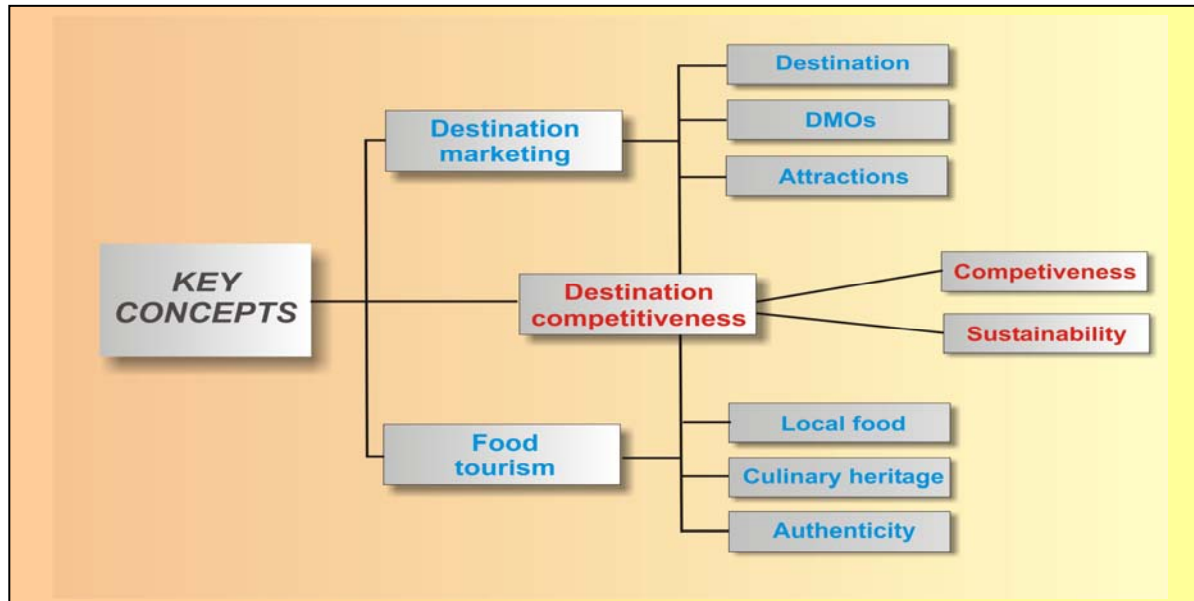 KEY
CONCEPTS
Destination
marketing
Destination
DMOs
Attractions
Destination
competitiveness
Competiveness
Sustainability
Food
tourism
Local food
Culinary heritage
Authenticity